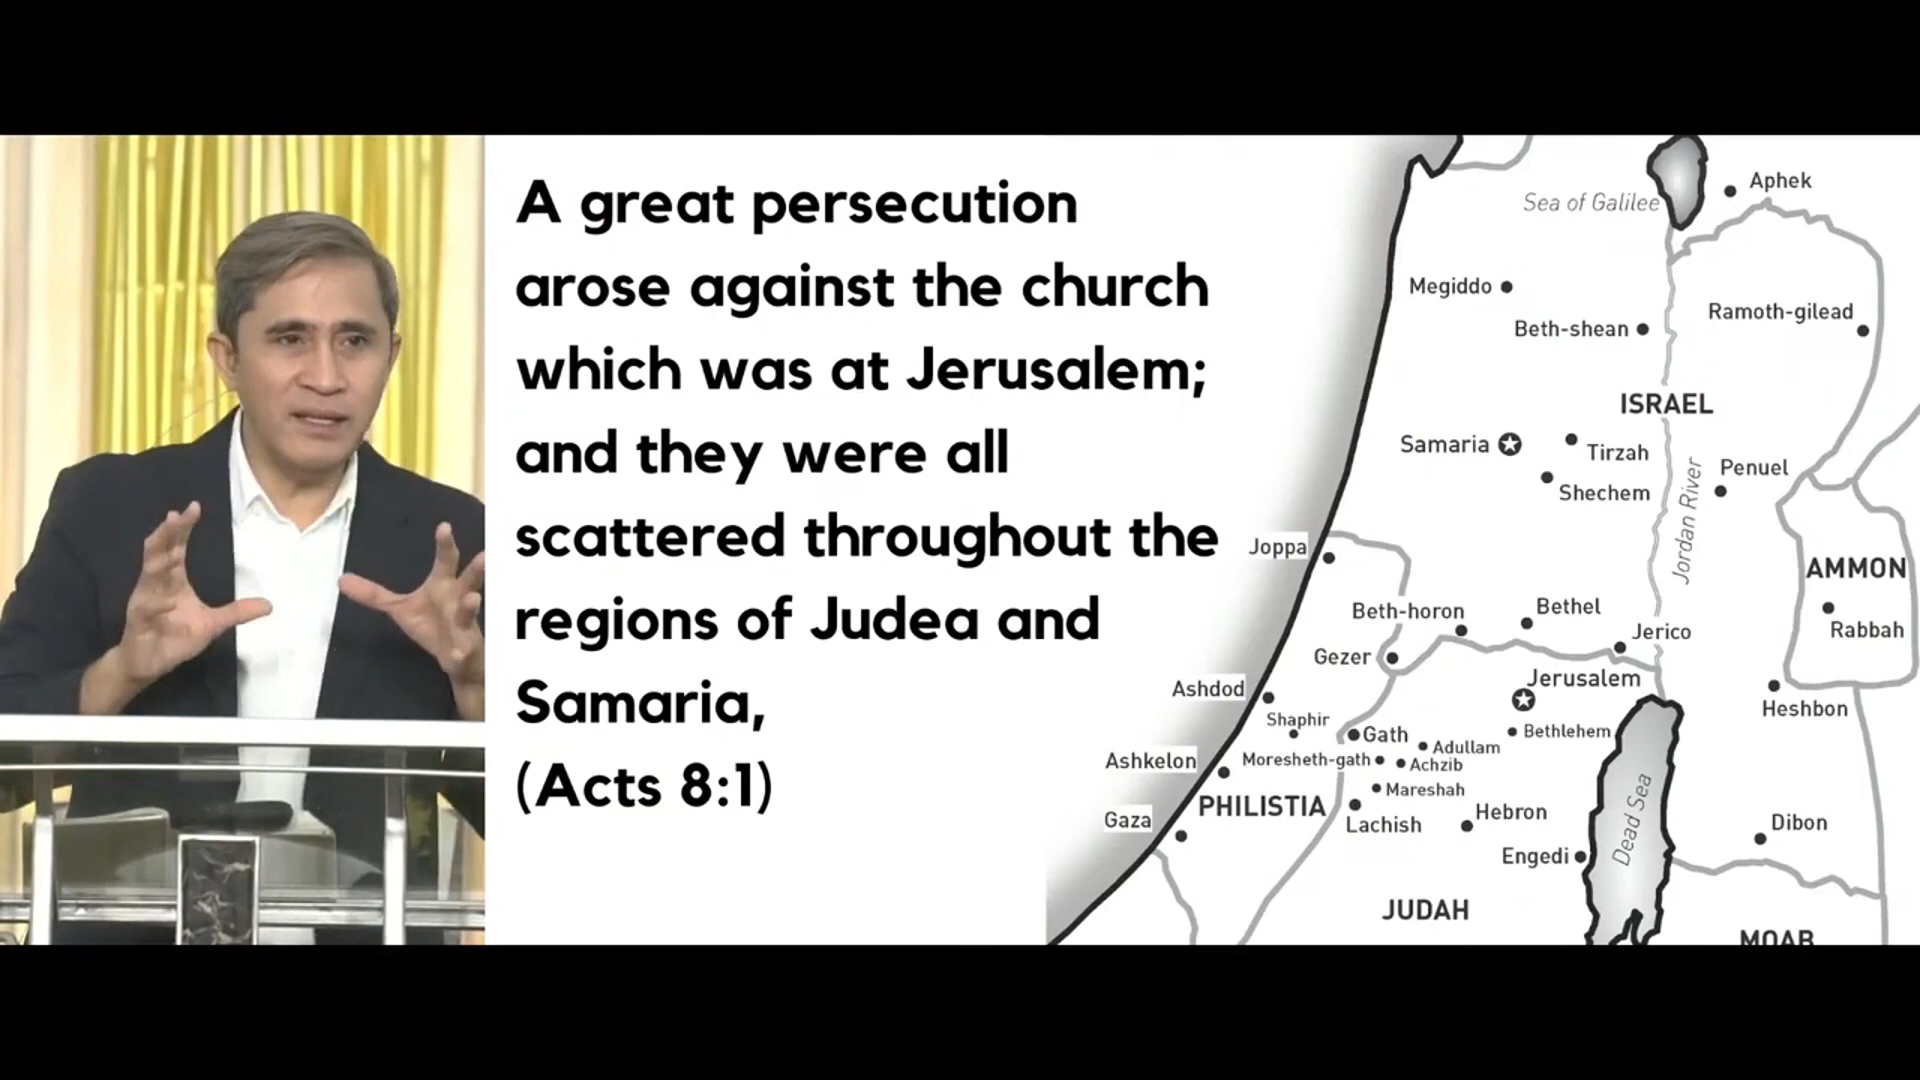 A great persecution
arose against the church
which was at Jerusalem;
and they were all
scattered throughout the
regions of Judea and
Samaria,
(Acts 8:1)
Sea of Galilee
Aphek
Megiddo
Ramoth-gilead
Beth-shean
ISRAEL
Samaria
Tirzah
Penuel
Shechem
Jordan River
Joppa
AMMON
Beth-horon
Bethel
Rabbah
Jerico
Gezer
Jerusalem
Ashdod
Heshbon
Shaphir
Bethlehem
Gath
Adullam
Ashkelon
Moresheth-gath
Achzib
Mareshah
PHILISTIA
Gaza
Lachish
Hebron
Dead Sea
Dibon
Engedi
JUDAH
MOAB